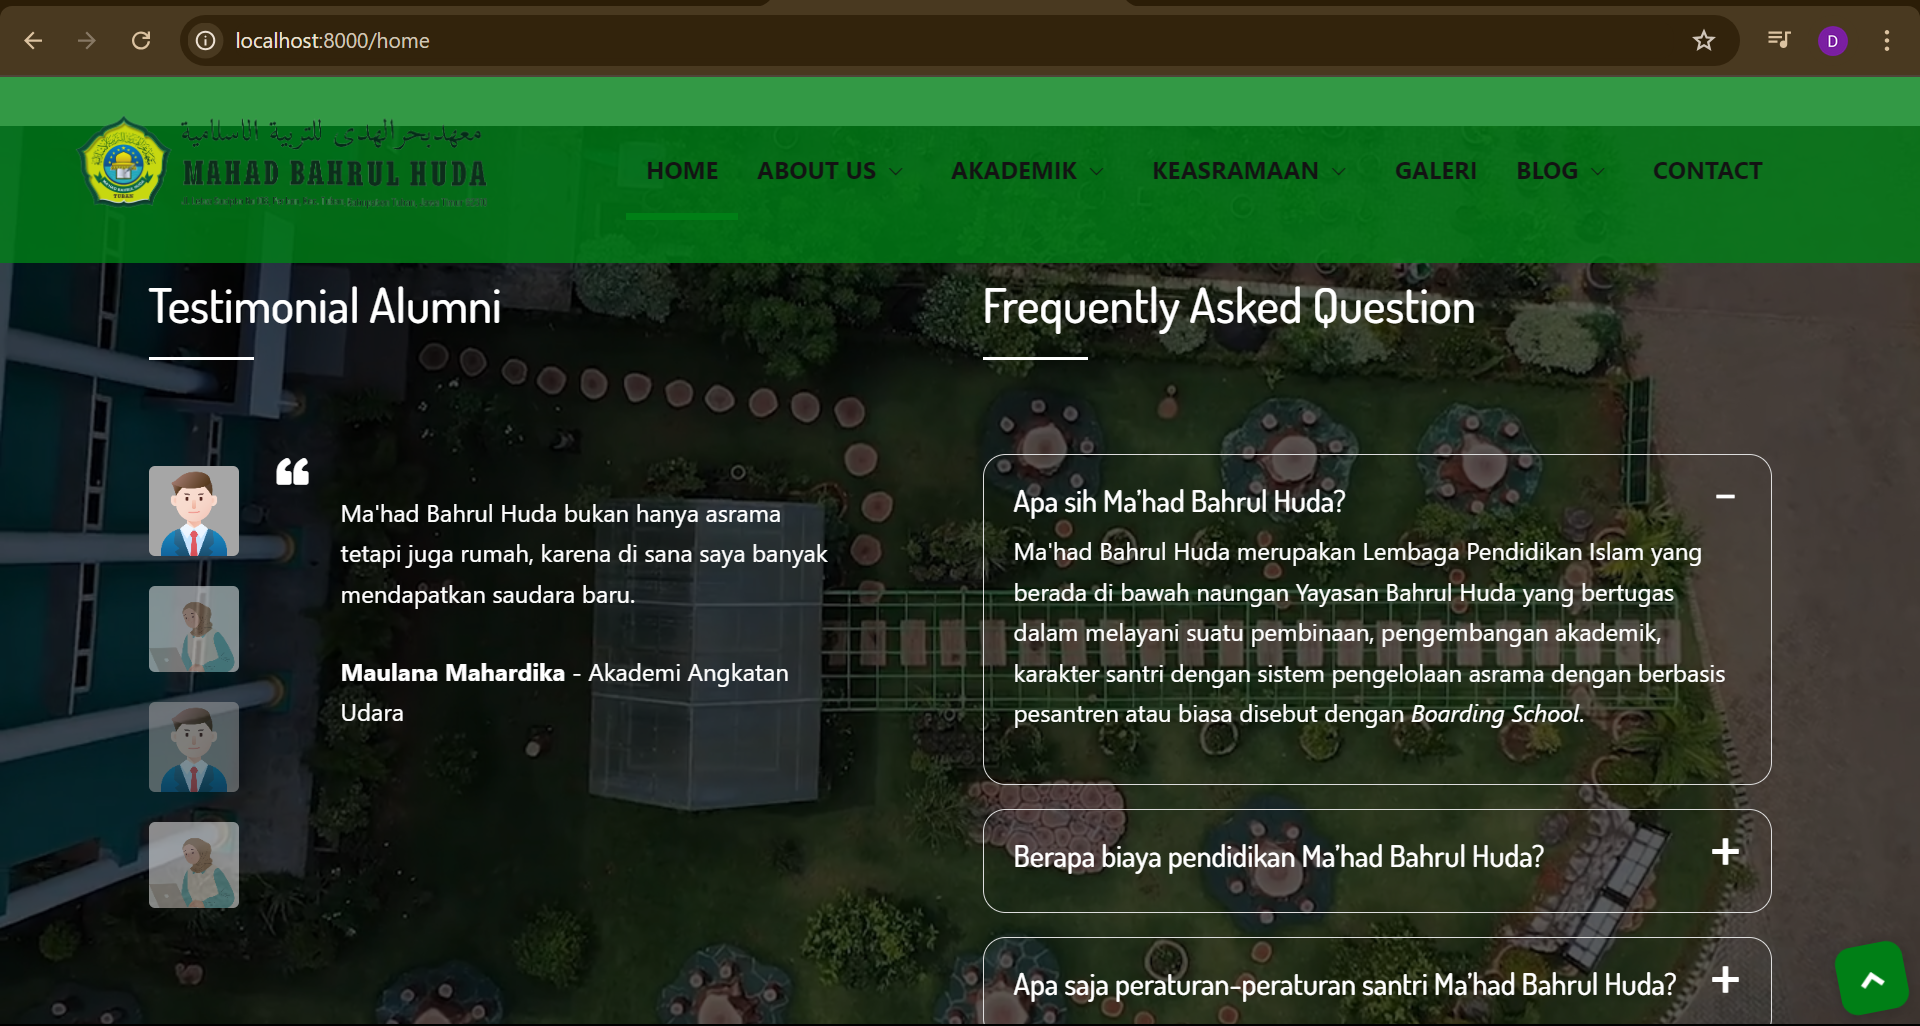 localhost:8000/home
D
معهد بحر الهدى للتربية الاسلامية
MAHAD BAHRUL HUDA
HOME
ABOUT US
AKADEMIK
KEASRAMAAN
GALERI
BLOG
CONTACT
Testimonial Alumni
Ma'had Bahrul Huda bukan hanya asrama
tetapi juga rumah, karena di sana saya banyak
mendapatkan saudara baru.
Maulana Mahardika - Akademi Angkatan
Udara
Frequently Asked Question
Apa sih Ma’had Bahrul Huda?
Ma'had Bahrul Huda merupakan Lembaga Pendidikan Islam yang
berada di bawah naungan Yayasan Bahrul Huda yang bertugas
dalam melayani suatu pembinaan, pengembangan akademik,
karakter santri dengan sistem pengelolaan asrama dengan berbasis
pesantren atau biasa disebut dengan Boarding School.
Berapa biaya pendidikan Ma’had Bahrul Huda?
Apa saja peraturan-peraturan santri Ma’had Bahrul Huda?